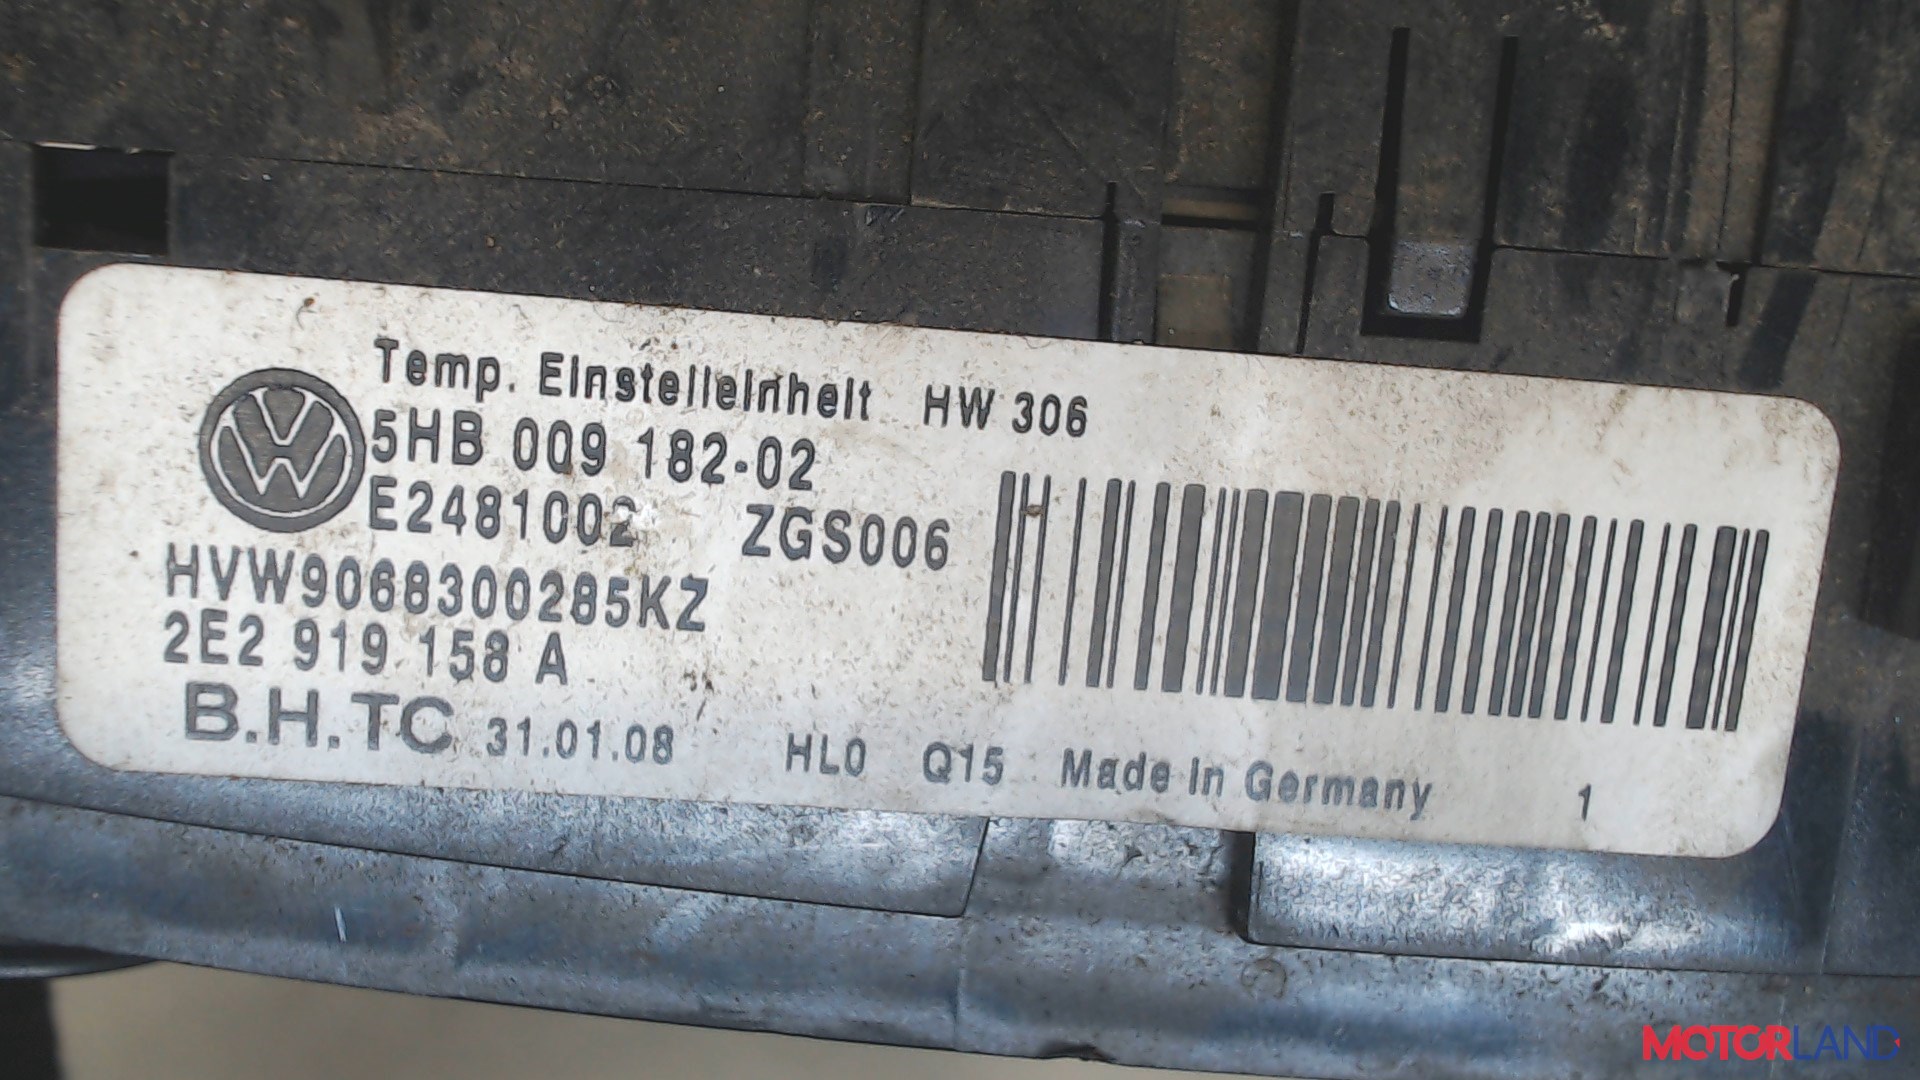 Temp. Einstelleinheit HW 306
5HB 009 182-02
E2481002 ZGS006
HVW9068300285KZ
2E2 919 158 A
B.H.TC 31.01.08 HL0 Q15 Made in Germany 1
MOTORLAND